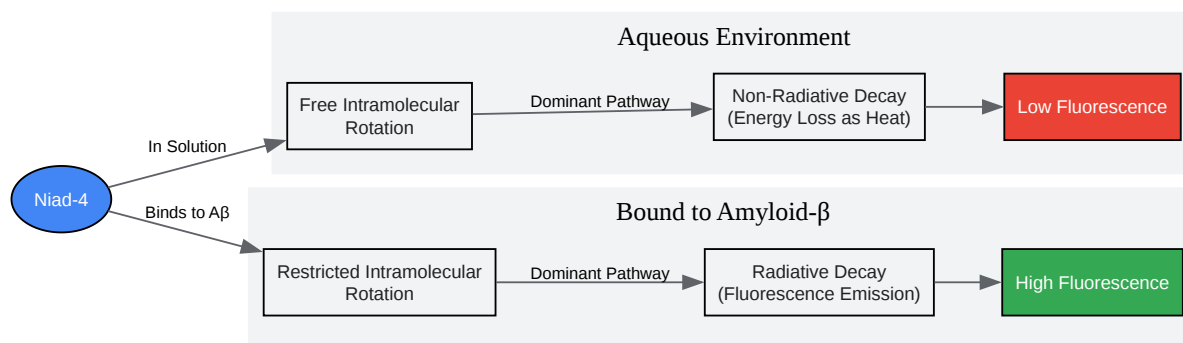 Niad-4
In Solution
Binds to Aβ
Aqueous Environment
Free Intramolecular
Rotation
Dominant Pathway
Non-Radiative Decay
(Energy Loss as Heat)
Low Fluorescence
Bound to Amyloid-β
Restricted Intramolecular
Rotation
Dominant Pathway
Radiative Decay
(Fluorescence Emission)
High Fluorescence